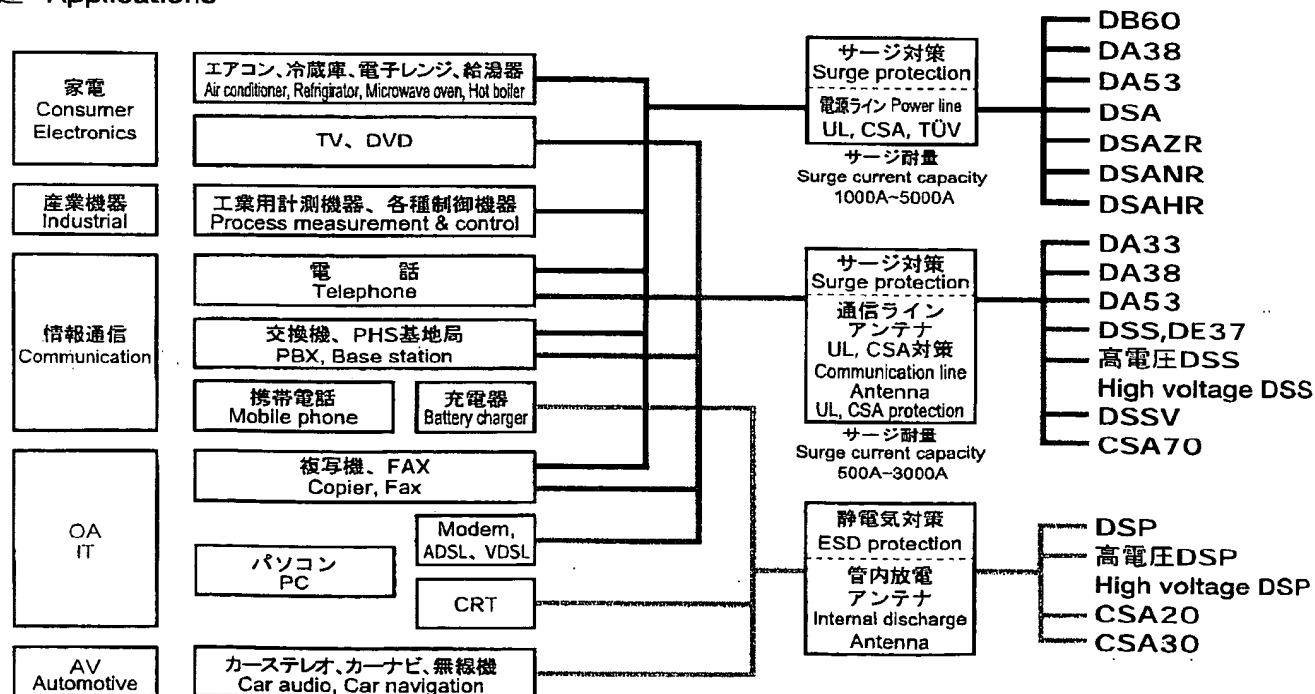 Applications
家電
Consumer
Electronics
エアコン、冷蔵庫、電子レンジ、給湯器
Air conditioner, Refrigirator, Microwave oven, Hot boiler
TV、DVD
産業機器
Industrial
工業用計測機器、各種制御機器
Process measurement & control
情報通信
Communication
電 話
Telephone
交換機、PHS基地局
PBX, Base station
携帯電話
Mobile phone
充電器
Battery charger
OA
IT
複写機、FAX
Copier, Fax
Modem,
ADSL、VDSL
パソコン
PC
CRT
AV
Automotive
カーステレオ、カーナビ、無線機
Car audio, Car navigation
サージ対策
Surge protection
電源ライン Power line
UL, CSA, TÜV
サージ耐量
Surge current capacity
1000A~5000A
サージ対策
Surge protection
通信ライン
アンテナ
UL, CSA対策
Communication line
Antenna
UL, CSA protection
サージ耐量
Surge current capacity
500A~3000A
静電気対策
ESD protection
管内放電
アンテナ
Internal discharge
Antenna
DB60
DA38
DA53
DSA
DSAZR
DSANR
DSAHR
DA33
DA38
DA53
DSS,DE37
高電圧DSS
High voltage DSS
DSSV
CSA70
DSP
高電圧DSP
High voltage DSP
CSA20
CSA30